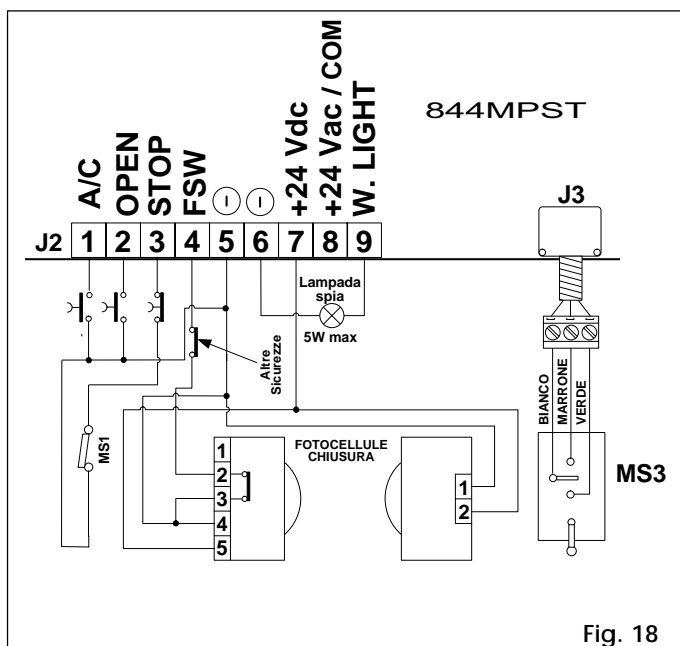 844MPST
A/C
OPEN
STOP
FSW
+24 Vdc
+24 Vac / COM
W. LIGHT
J2 1 2 3 4 5 6 7 8 9
J3
Lampada
spia
5W max
Altre
Sicurezze
BIANCO
MARRONE
VERDE
MS1
FOTOCELLULE
CHIUSURA
1
2
3
4
5
1
2
MS3
Fig. 18